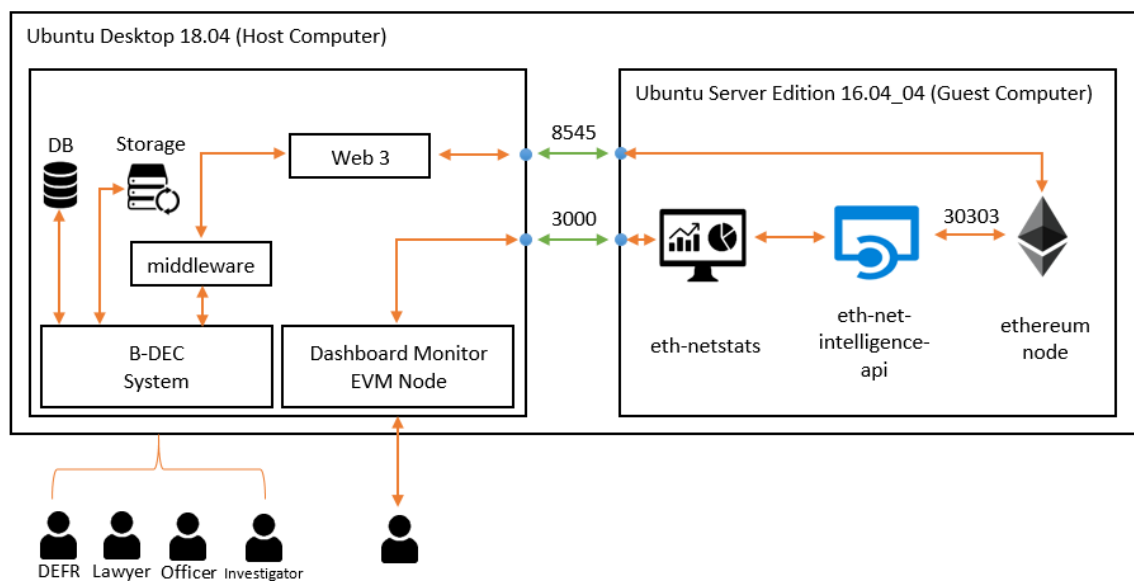 Ubuntu Desktop 18.04 (Host Computer)
Ubuntu Server Edition 16.04_04 (Guest Computer)
DB
Storage
Web 3
8545
3000
30303
middleware
B-DEC
System
Dashboard Monitor
EVM Node
eth-netstats
eth-net-
intelligence-
api
ethereum
node
DEFR
Lawyer
Officer
Investigator